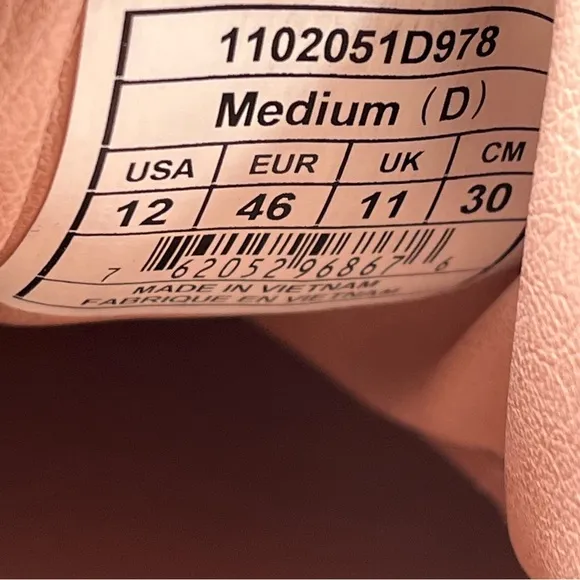 1102051D978
Medium (D)
USA EUR UK CM
12 46 11 30
7 62052 96867 6
MADE IN VIETNAM
FABRIQUE EN VIETNAM